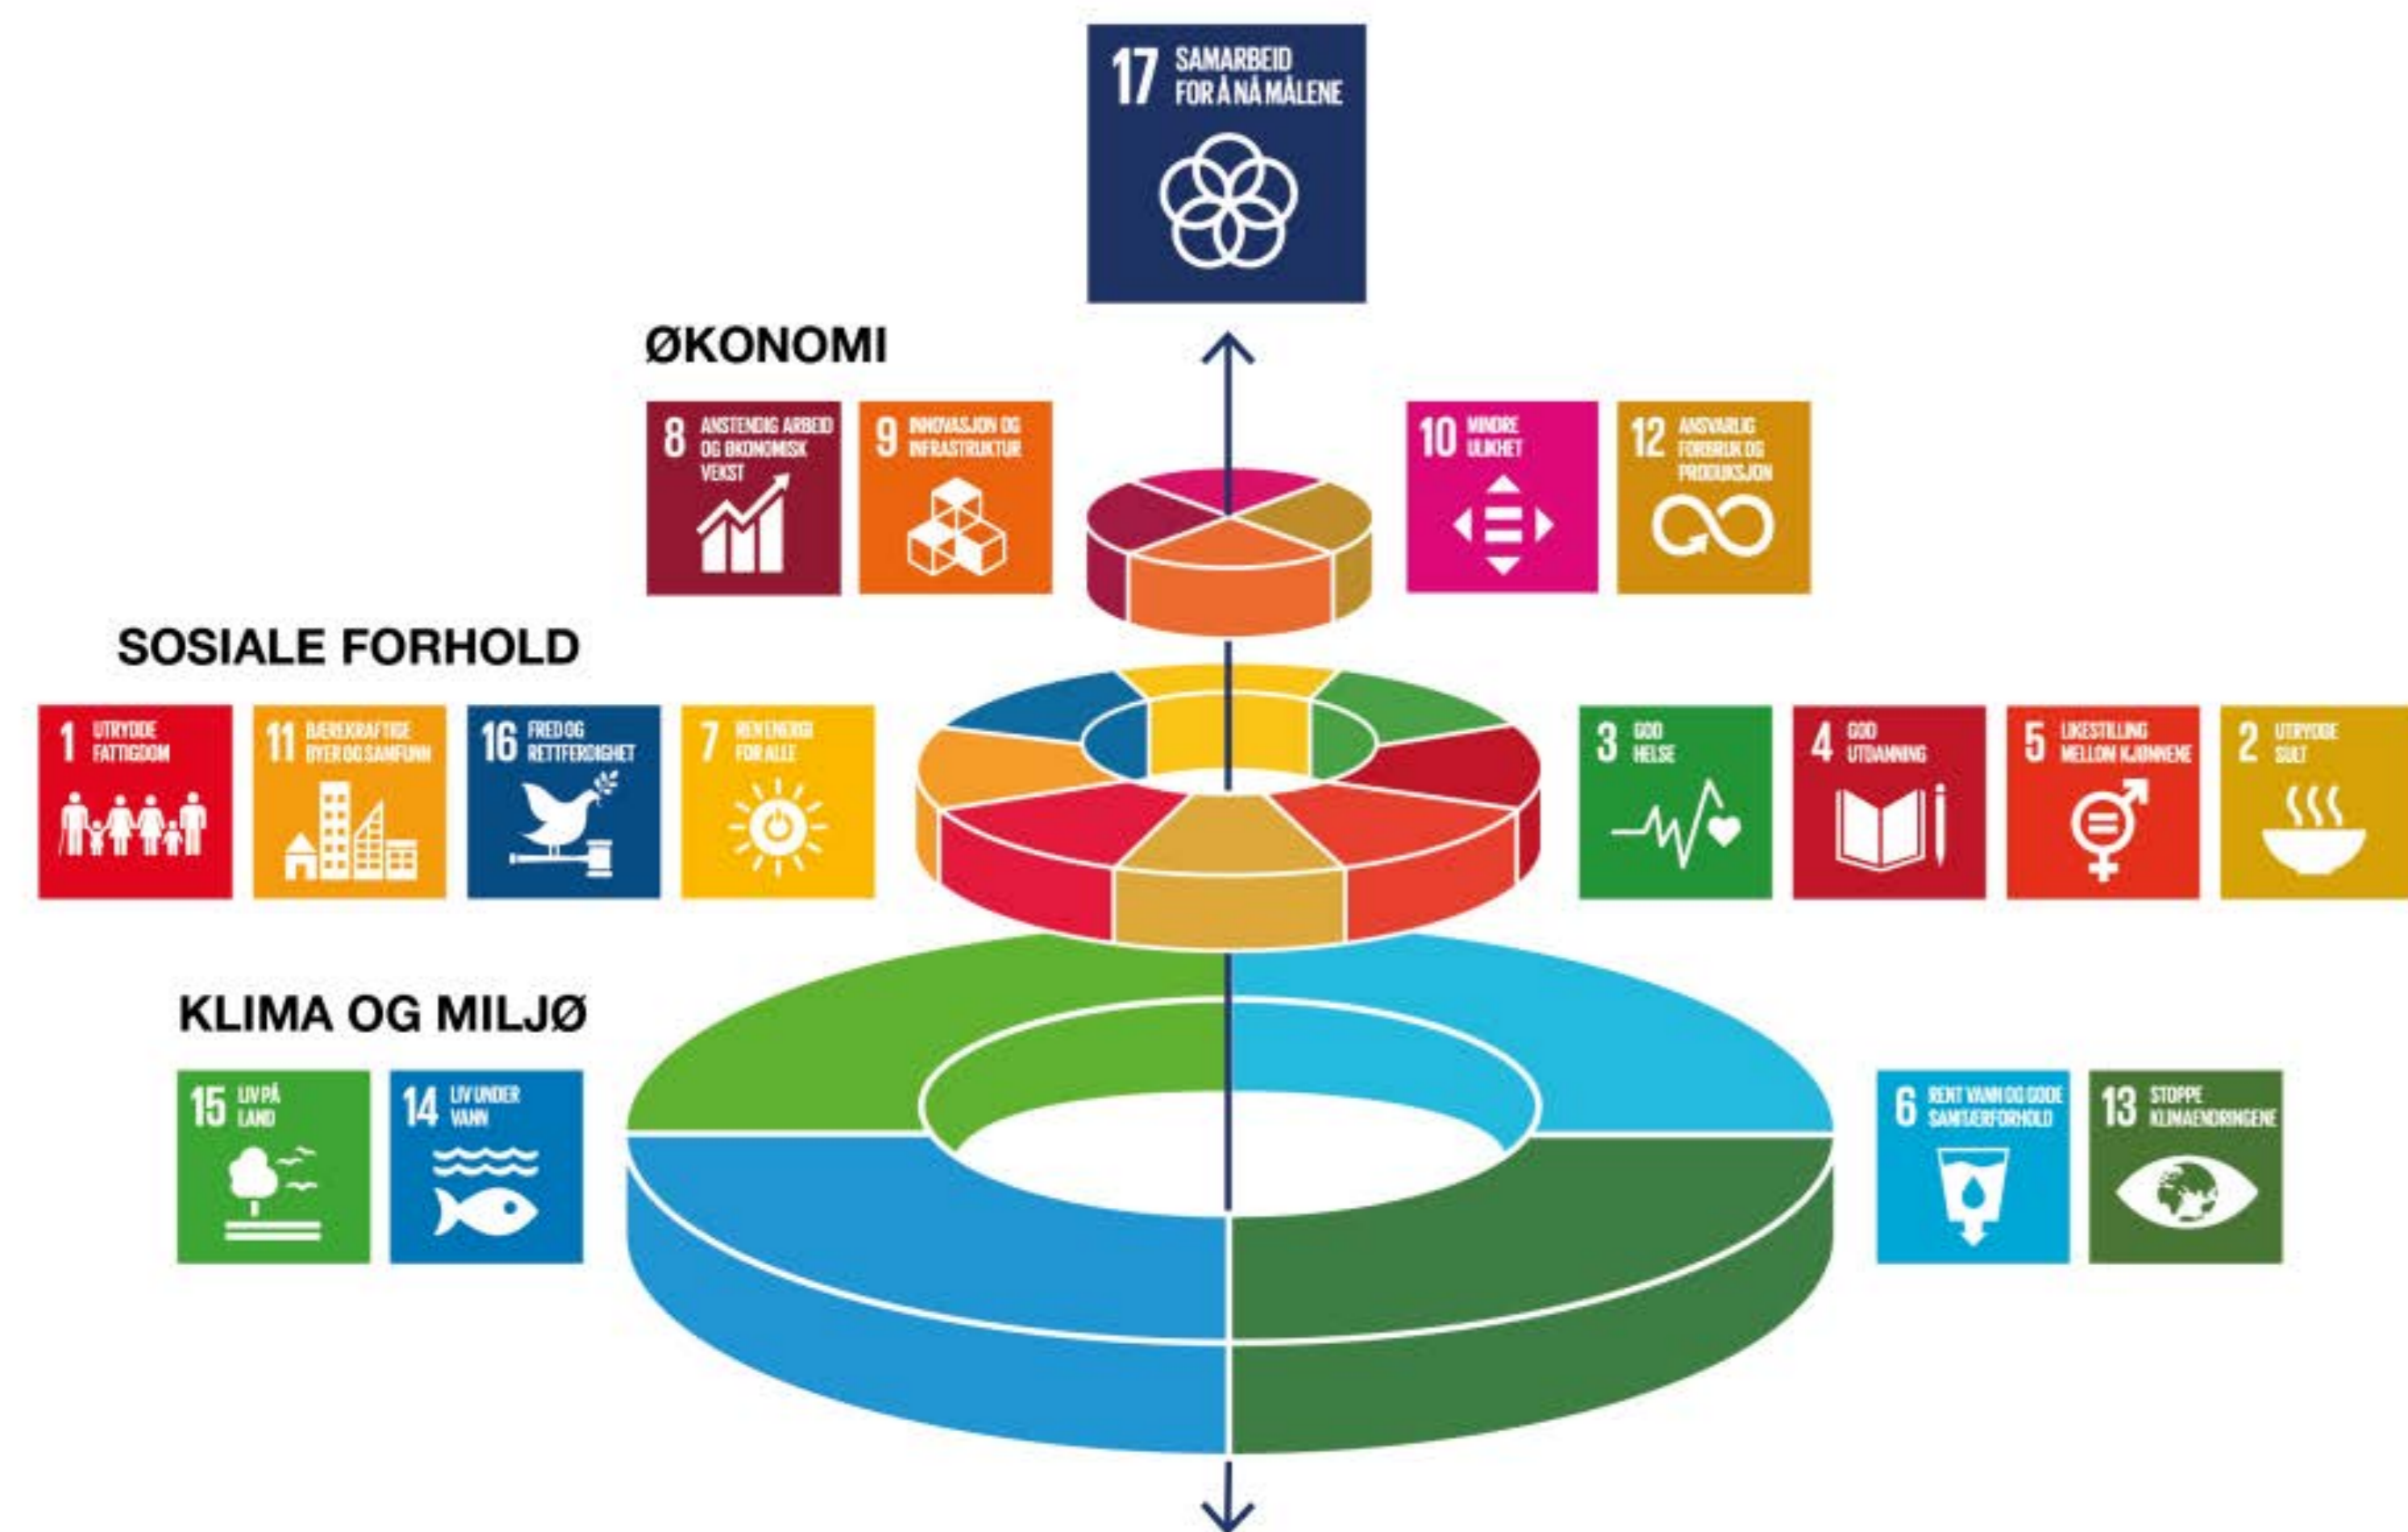 17 SAMARBEID
FOR Å NÅ MÅLENE
ØKONOMI
8 ANSTENDIG ARBEID
OG ØKONOMISK
VEKST
9 INNOVASJON OG
INFRASTRUKTUR
10 MINDRE
ULIKHET
12 ANSVARLIG
FORBRUK OG
PRODUKSJON
SOSIALE FORHOLD
1 UTRYDDE
FATTIGDOM
11 BÆREKRAFTIGE
BYER OG SAMFUNN
16 FRED OG
RETTFERDIGHET
7 REN ENERGI
FOR ALLE
3 GOD
HELSE
4 GOD
UTDANNING
5 LIKESTILLING
MELLOM KJØNNENE
2 UTRYDDE
SULT
KLIMA OG MILJØ
15 LIV PÅ
LAND
14 LIV UNDER
VANN
6 RENT VANN OG GODE
SANITÆRFORHOLD
13 STOPPE
KLIMAENDRINGENE